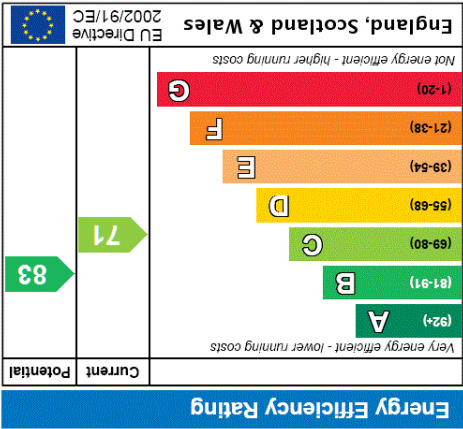 Energy Efficiency Rating
Current Potential
Very energy efficient - lower running costs
(92+) A
(81-91) B
(69-80) C
(55-68) D
(39-54) E
(21-38) F
(1-20) G
71
83
Not energy efficient - higher running costs
England, Scotland & Wales
EU Directive
2002/91/EC